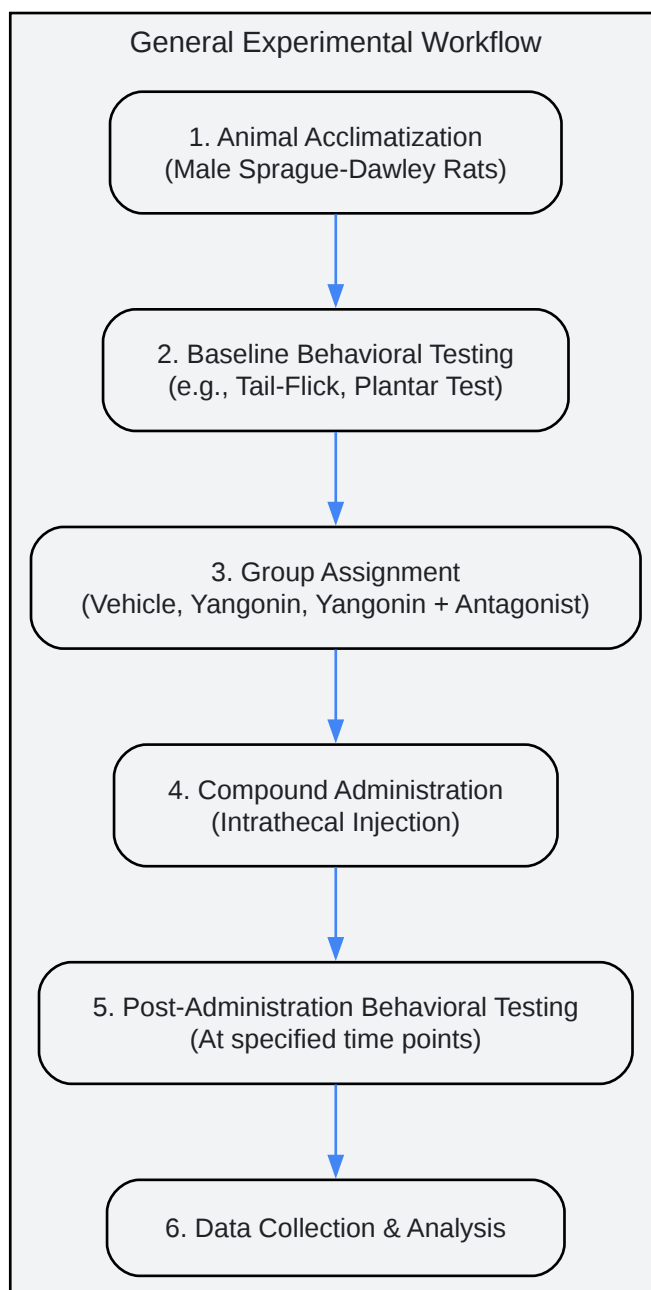 General Experimental Workflow
1. Animal Acclimatization
(Male Sprague-Dawley Rats)
2. Baseline Behavioral Testing
(e.g., Tail-Flick, Plantar Test)
3. Group Assignment
(Vehicle, Yangonin, Yangonin + Antagonist)
4. Compound Administration
(Intrathecal Injection)
5. Post-Administration Behavioral Testing
(At specified time points)
6. Data Collection & Analysis